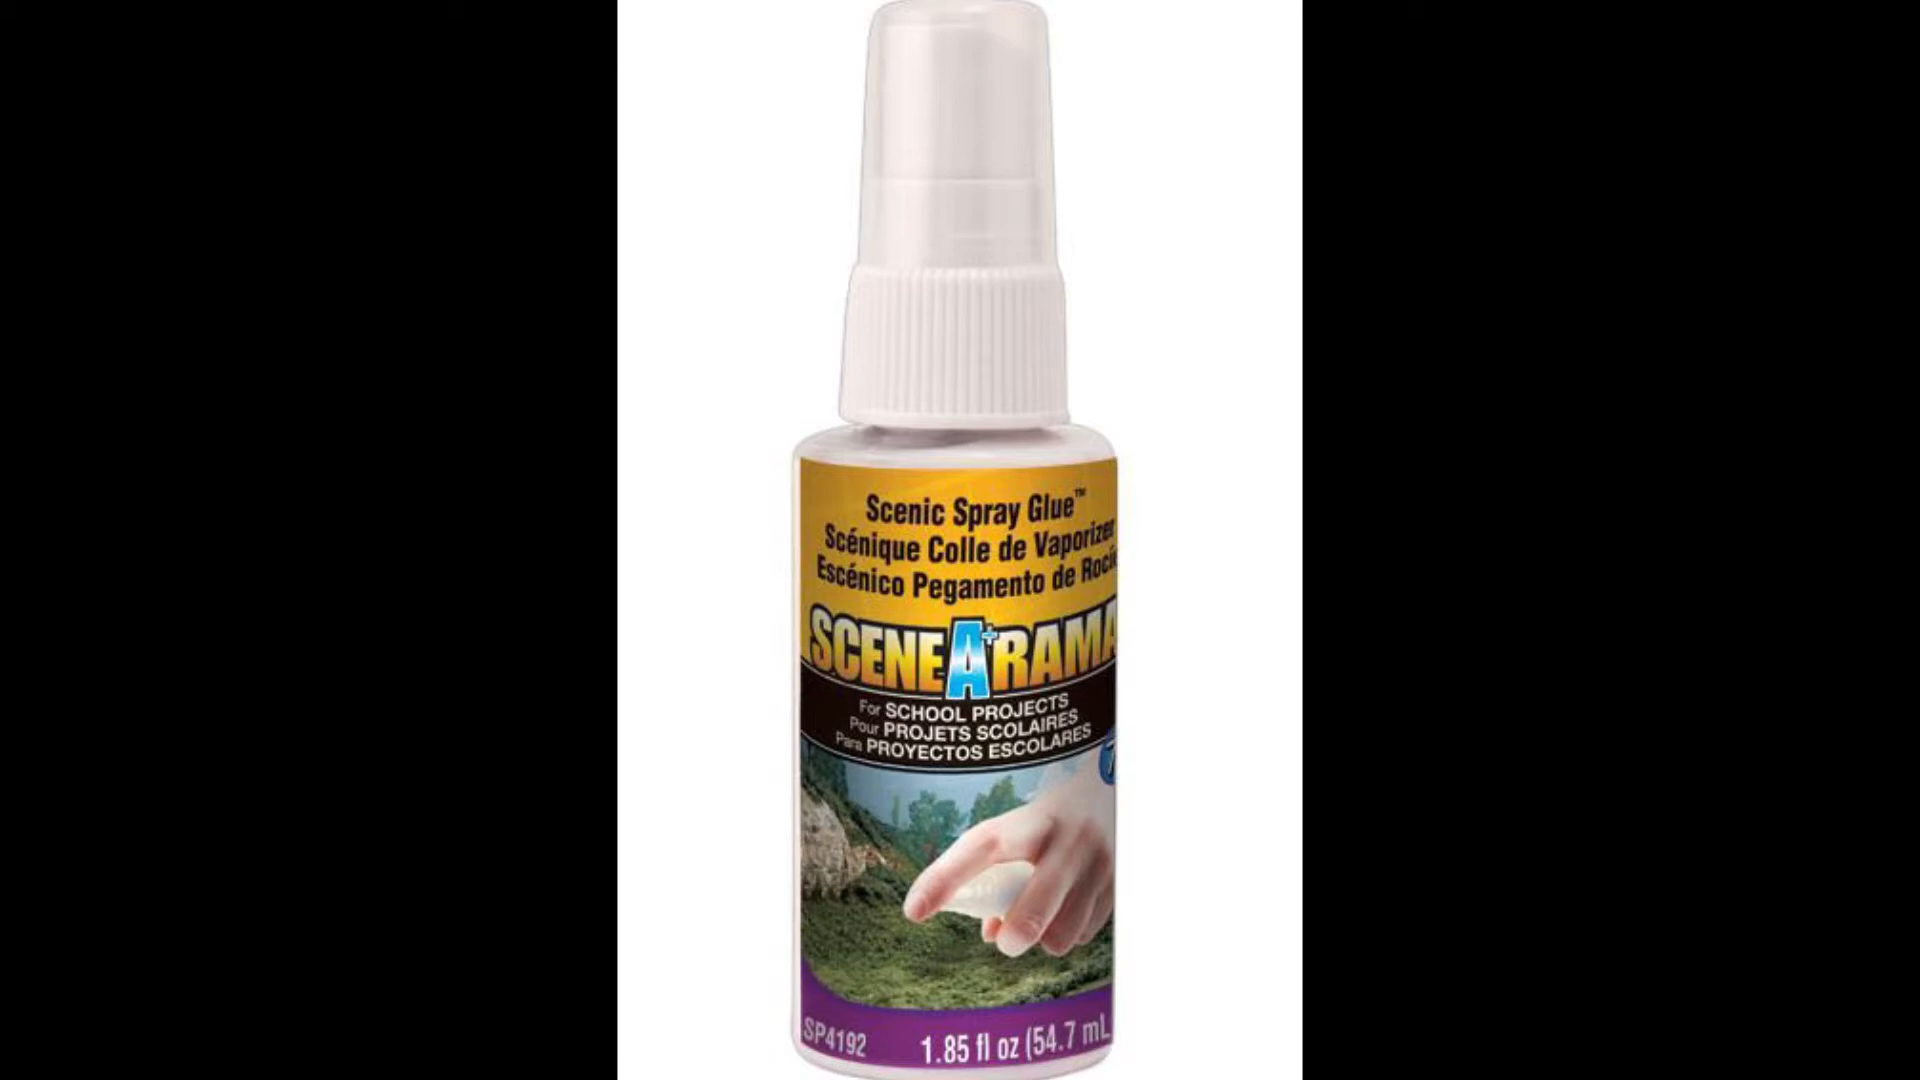 Scenic Spray Glue™
Scénique Colle de Vaporizer
Escénico Pegamento de
SCENE A+ RAMA
For SCHOOL PROJECTS
Pour PROJETS SCOLAIRES
Para PROYECTOS ESCOLARES
SP4192
1.85 fl oz (54.7 mL